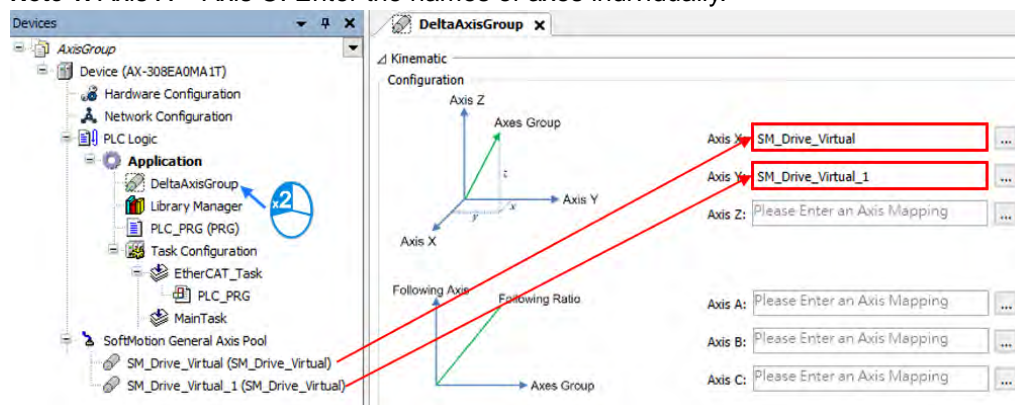 Devices
AxisGroup
Device (AX-308EA0MA1T)
Hardware Configuration
Network Configuration
PLC Logic
Application
DeltaAxisGroup
x2
Library Manager
PLC_PRG (PRG)
Task Configuration
EtherCAT_Task
PLC_PRG
MainTask
SoftMotion General Axis Pool
SM_Drive_Virtual (SM_Drive_Virtual)
SM_Drive_Virtual_1 (SM_Drive_Virtual)
DeltaAxisGroup
Kinematic
Configuration
Axis Z
Axes Group
z
Axis Y
x
y
Axis X
Axis X: SM_Drive_Virtual ...
Axis Y: SM_Drive_Virtual_1 ...
Axis Z: Please Enter an Axis Mapping ...
Following Axis
Following Ratio
Axes Group
Axis A: Please Enter an Axis Mapping ...
Axis B: Please Enter an Axis Mapping ...
Axis C: Please Enter an Axis Mapping ...